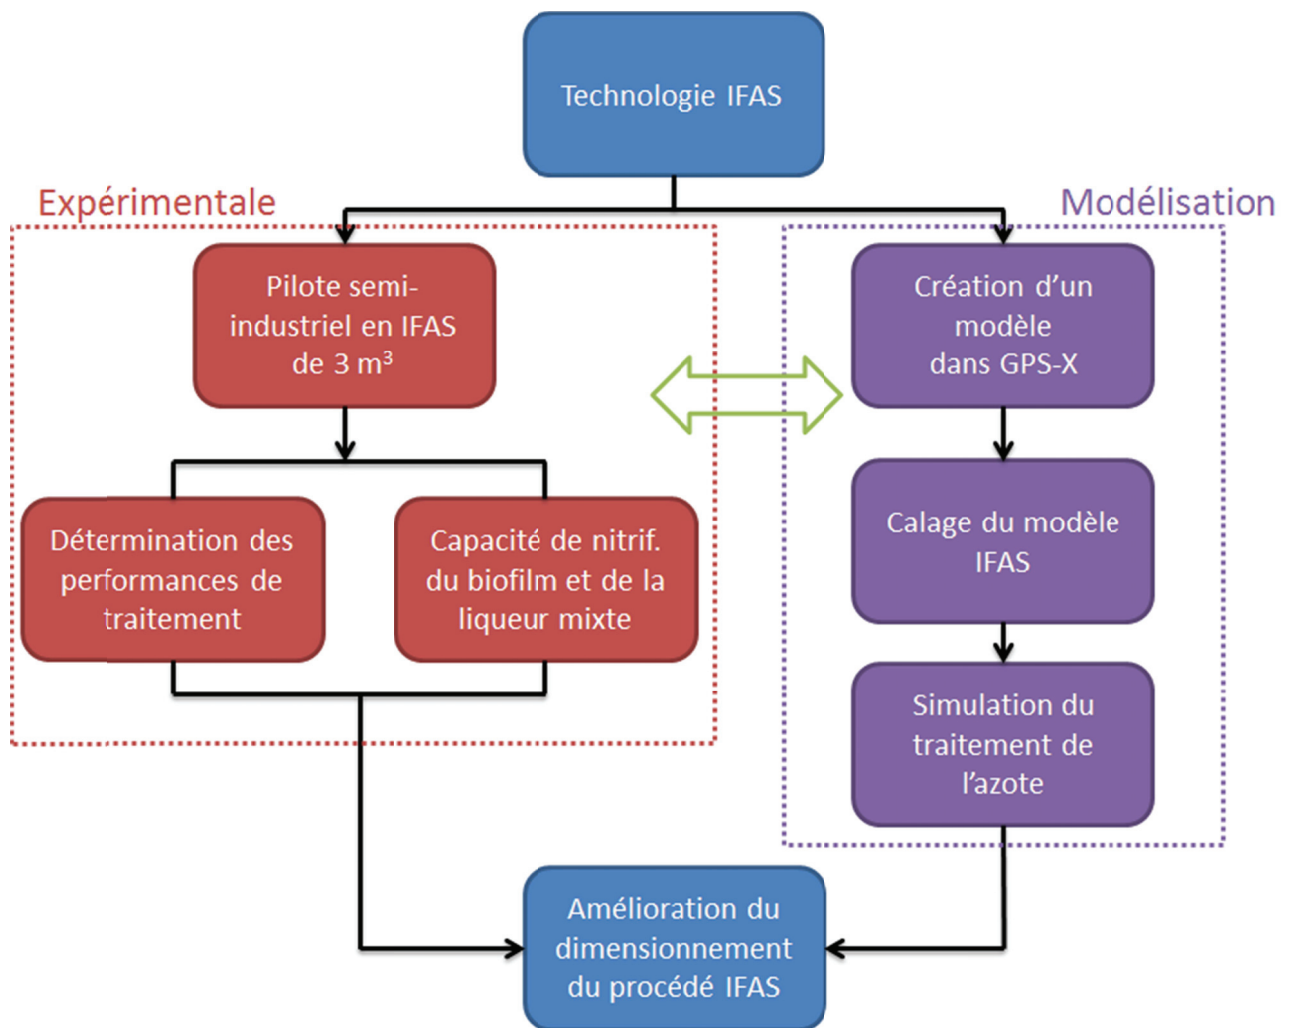 Technologie IFAS
Expérimentale
Modélisation
Pilote semi-
industriel en IFAS
de 3 m³
Création d’un
modèle
dans GPS-X
Détermination des
performances de
traitement
Capacité de nitrif.
du biofilm et de la
liqueur mixte
Calage du modèle
IFAS
Simulation du
traitement de
l’azote
Amélioration du
dimensionnement
du procédé IFAS